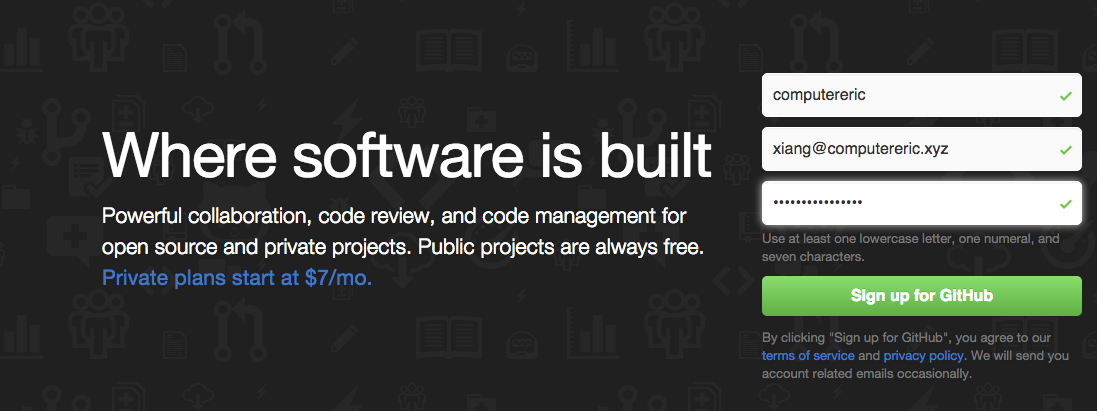 Where software is built
Powerful collaboration, code review, and code management for
open source and private projects. Public projects are always free.
Private plans start at $7/mo.
computereric
xiang@computereric.xyz
••••••••••••••••
Use at least one lowercase letter, one numeral, and
seven characters.
Sign up for GitHub
By clicking "Sign up for GitHub", you agree to our
terms of service and privacy policy. We will send you
account related emails occasionally.